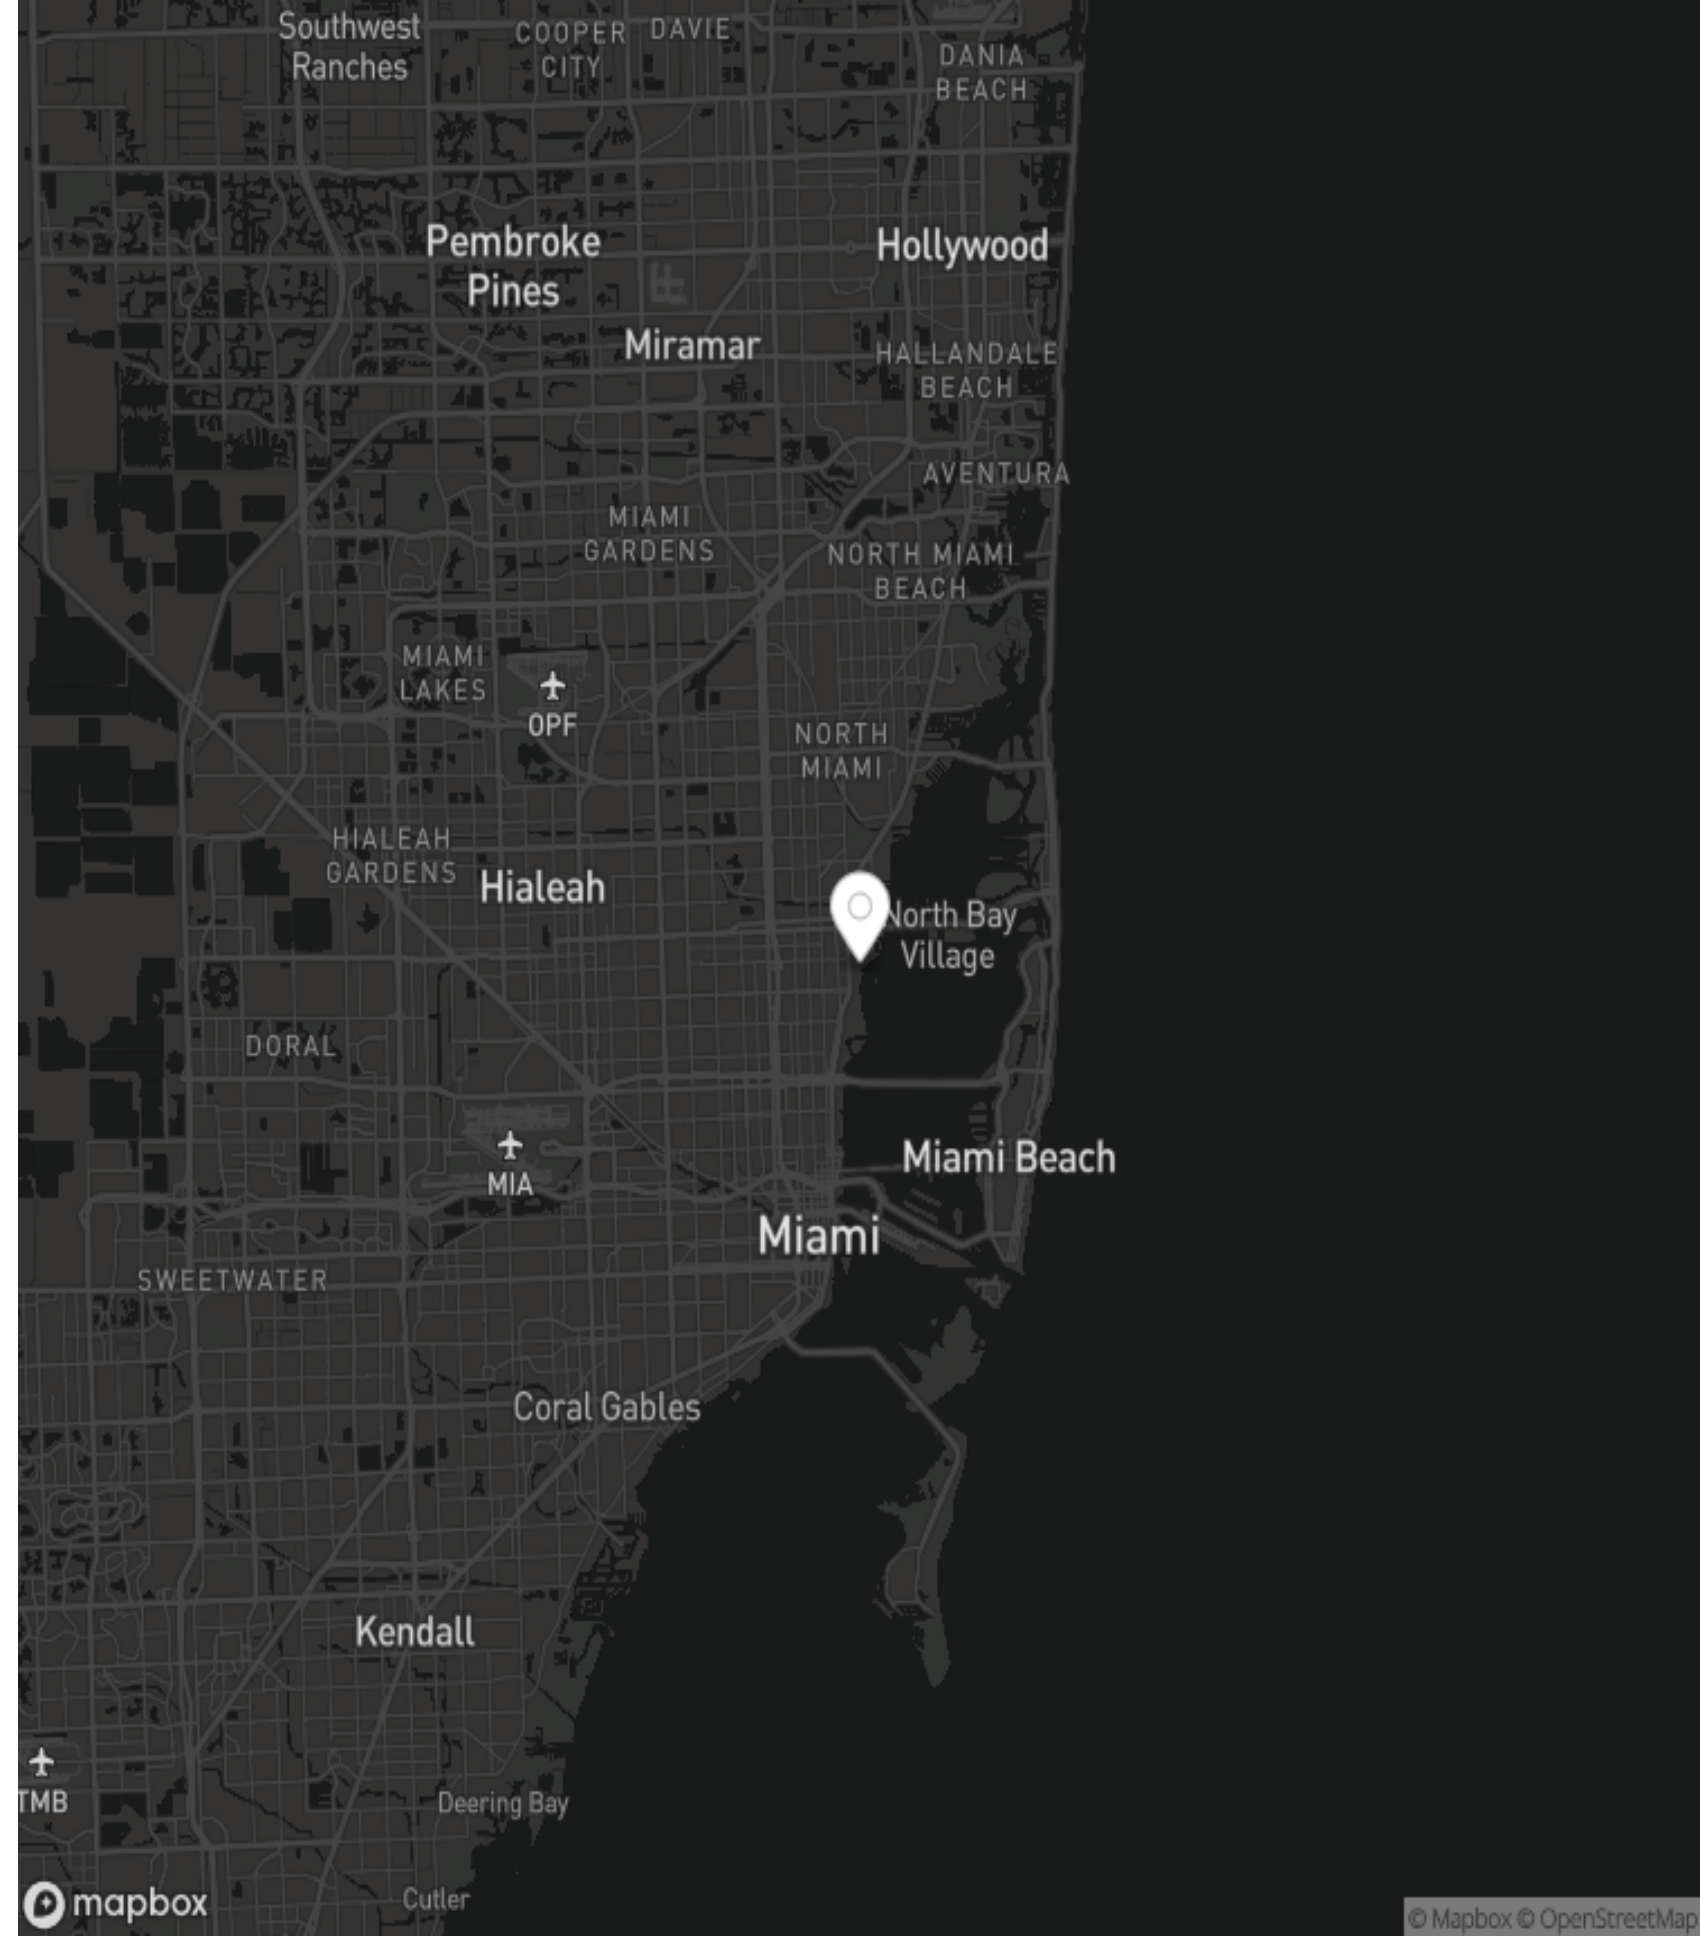 Southwest
Ranches
COOPER
CITY
DAVIE
DANIA
BEACH
Pembroke
Pines
Hollywood
Miramar
HALLANDALE
BEACH
AVENTURA
MIAMI
GARDENS
NORTH MIAMI
BEACH
MIAMI
LAKES
OPF
NORTH
MIAMI
HIALEAH
GARDENS
Hialeah
North Bay
Village
DORAL
MIA
Miami Beach
Miami
SWEETWATER
Coral Gables
Kendall
TMB
Deering Bay
Cutler
mapbox
© Mapbox © OpenStreetMap